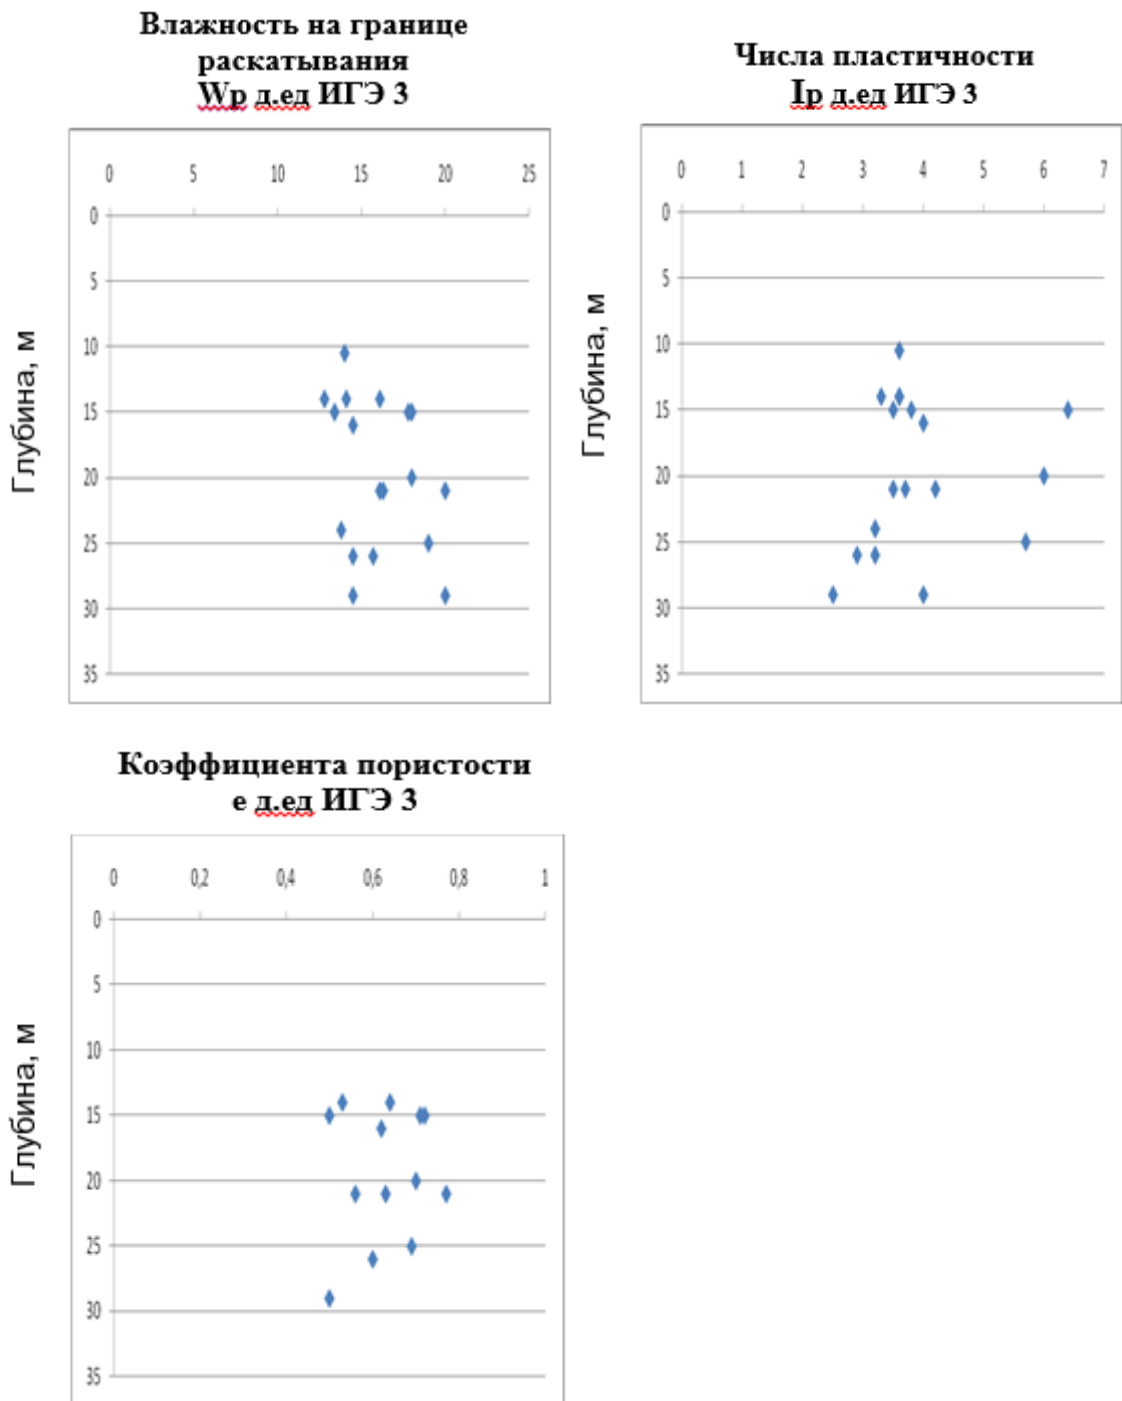 Влажность на границе
раскатывания
Wp д.ед ИГЭ 3
0 5 10 15 20 25
0
5
10
15
20
25
30
35
Глубина, м
Числа пластичности
Ip д.ед ИГЭ 3
0 1 2 3 4 5 6 7
0
5
10
15
20
25
30
35
Глубина, м
Коэффициента пористости
е д.ед ИГЭ 3
0 0,2 0,4 0,6 0,8 1
0
5
10
15
20
25
30
35
Глубина, м